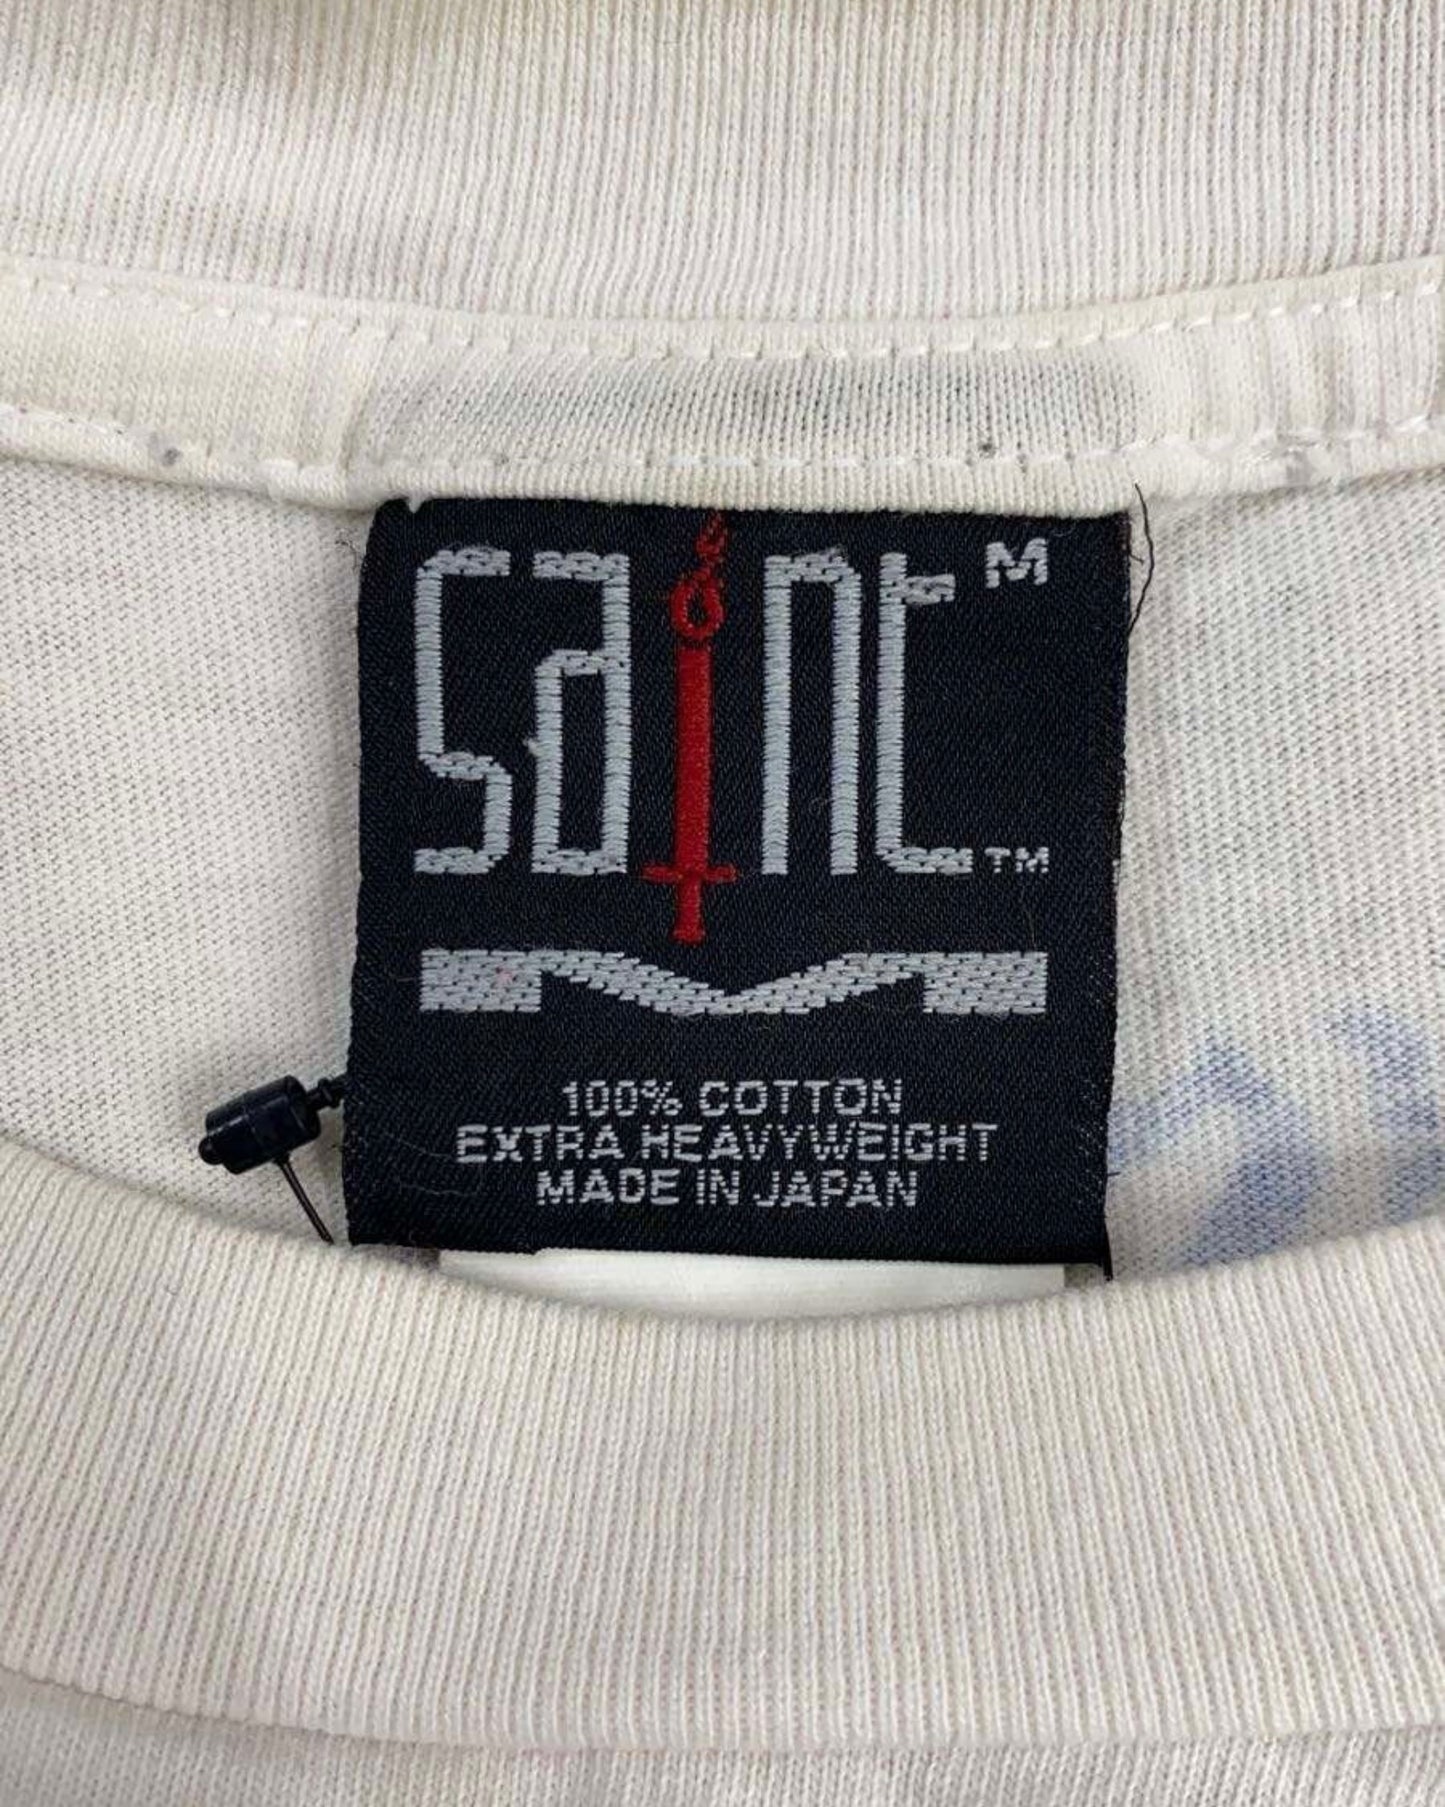 saint M
TM
100% COTTON
EXTRA HEAVYWEIGHT
MADE IN JAPAN